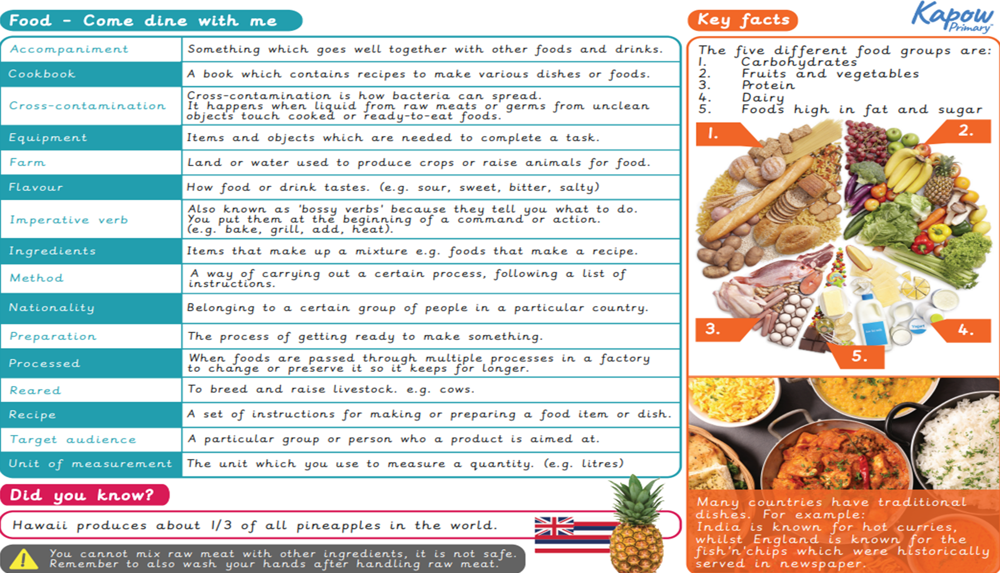 Food - Come dine with me
Accompaniment
Something which goes well together with other foods and drinks.
Cookbook
A book which contains recipes to make various dishes or foods.
Cross-contamination
Cross-contamination is how bacteria can spread.
It happens when liquid from raw meats or germs from unclean
objects touch cooked or ready-to-eat foods.
Equipment
Items and objects which are needed to complete a task.
Farm
Land or water used to produce crops or raise animals for food.
Flavour
How food or drink tastes. (e.g. sour, sweet, bitter, salty)
Imperative verb
Also known as 'bossy verbs' because they tell you what to do.
You put them at the beginning of a command or action.
(e.g. bake, grill, add, heat).
Ingredients
Items that make up a mixture e.g. foods that make a recipe.
Method
A way of carrying out a certain process, following a list of
instructions.
Nationality
Belonging to a certain group of people in a particular country.
Preparation
The process of getting ready to make something.
Processed
When foods are passed through multiple processes in a factory
to change or preserve it so it keeps for longer.
Reared
To breed and raise livestock. e.g. cows.
Recipe
A set of instructions for making or preparing a food item or dish.
Target audience
A particular group or person who a product is aimed at.
Unit of measurement
The unit which you use to measure a quantity. (e.g. litres)
Did you know?
Hawaii produces about 1/3 of all pineapples in the world.
You cannot mix raw meat with other ingredients, it is not safe.
Remember to also wash your hands after handling raw meat.
Key facts
Kapow
Primary™
The five different food groups are:
1. Carbohydrates
2. Fruits and vegetables
3. Protein
4. Dairy
5. Foods high in fat and sugar
1.
2.
3.
4.
5.
Yogurt
Many countries have traditional
dishes. For example:
India is known for hot curries,
whilst England is known for the
fish'n'chips which were historically
served in newspaper.